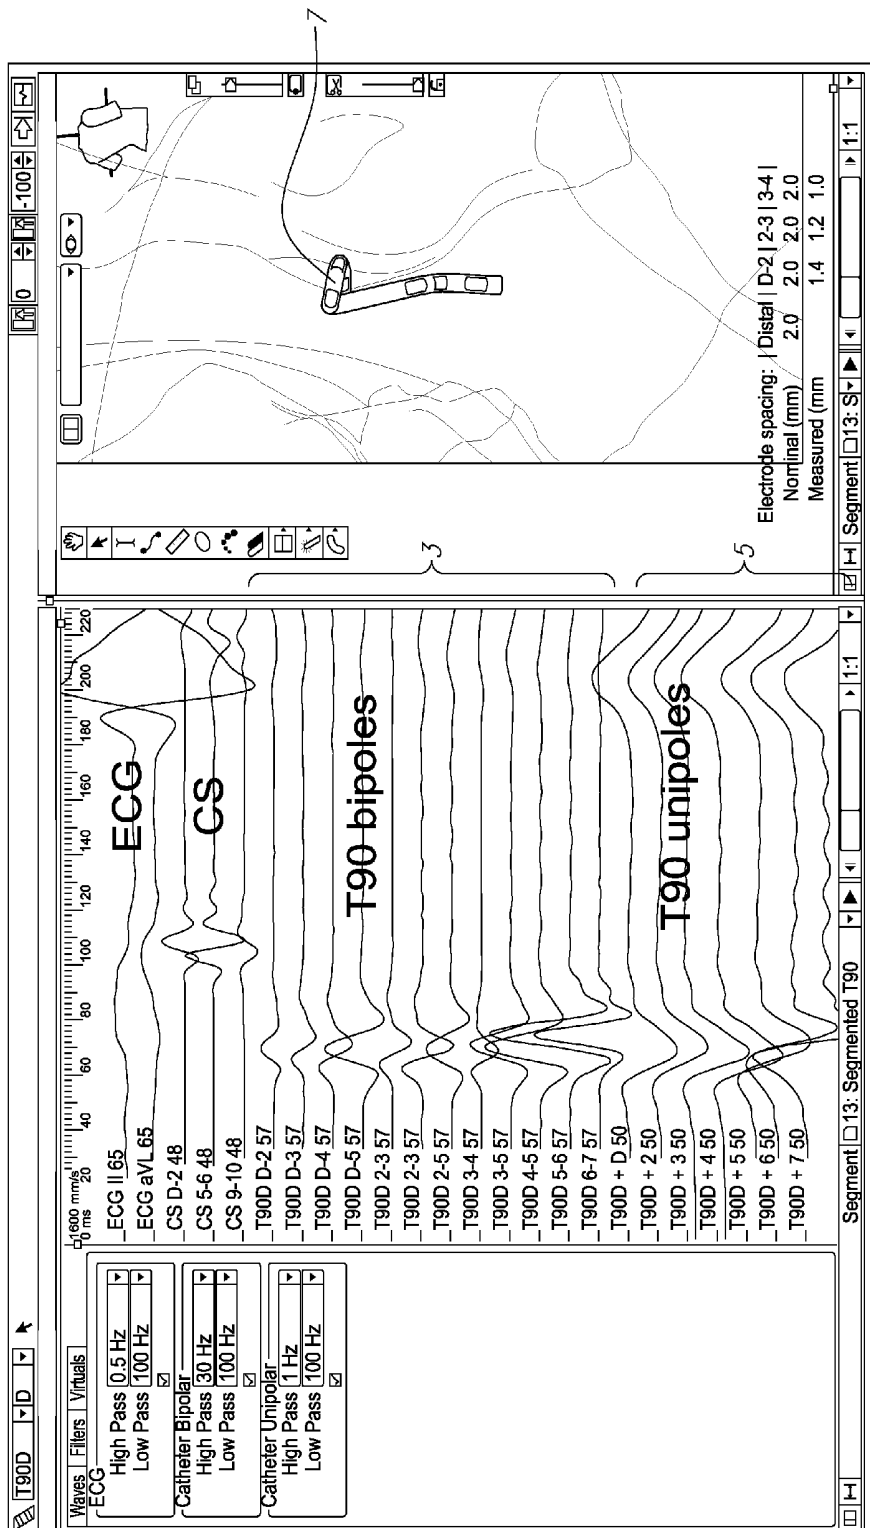 T90D D
0 -100
Waves Filters Virtuals
ECG
High Pass 0.5 Hz
Low Pass 100 Hz
Catheter Bipolar
High Pass 30 Hz
Low Pass 100 Hz
Catheter Unipolar
High Pass 1 Hz
Low Pass 100 Hz
1600 mm/s
0 ms 20 40 60 80 100 120 140 160 180 200 220
ECG II 65
ECG aVL 65
CS D-2 48
CS 5-6 48
CS 9-10 48
T90D D-2 57
T90D D-3 57
T90D D-4 57
T90D D-5 57
T90D 2-3 57
T90D 2-3 57
T90D 2-5 57
T90D 3-4 57
T90D 3-5 57
T90D 4-5 57
T90D 5-6 57
T90D 6-7 57
T90D + D 50
T90D + 2 50
T90D + 3 50
T90D + 4 50
T90D + 5 50
T90D + 6 50
T90D + 7 50
ECG
CS
T90 bipoles
T90 unipoles
3
5
7
Electrode spacing: | Distal | D-2 | 2-3 | 3-4 |
Nominal (mm) 2.0 2.0 2.0 2.0
Measured (mm 1.4 1.2 1.0
Segment 13: Segmented T90 1:1
Segment 13: S 1:1